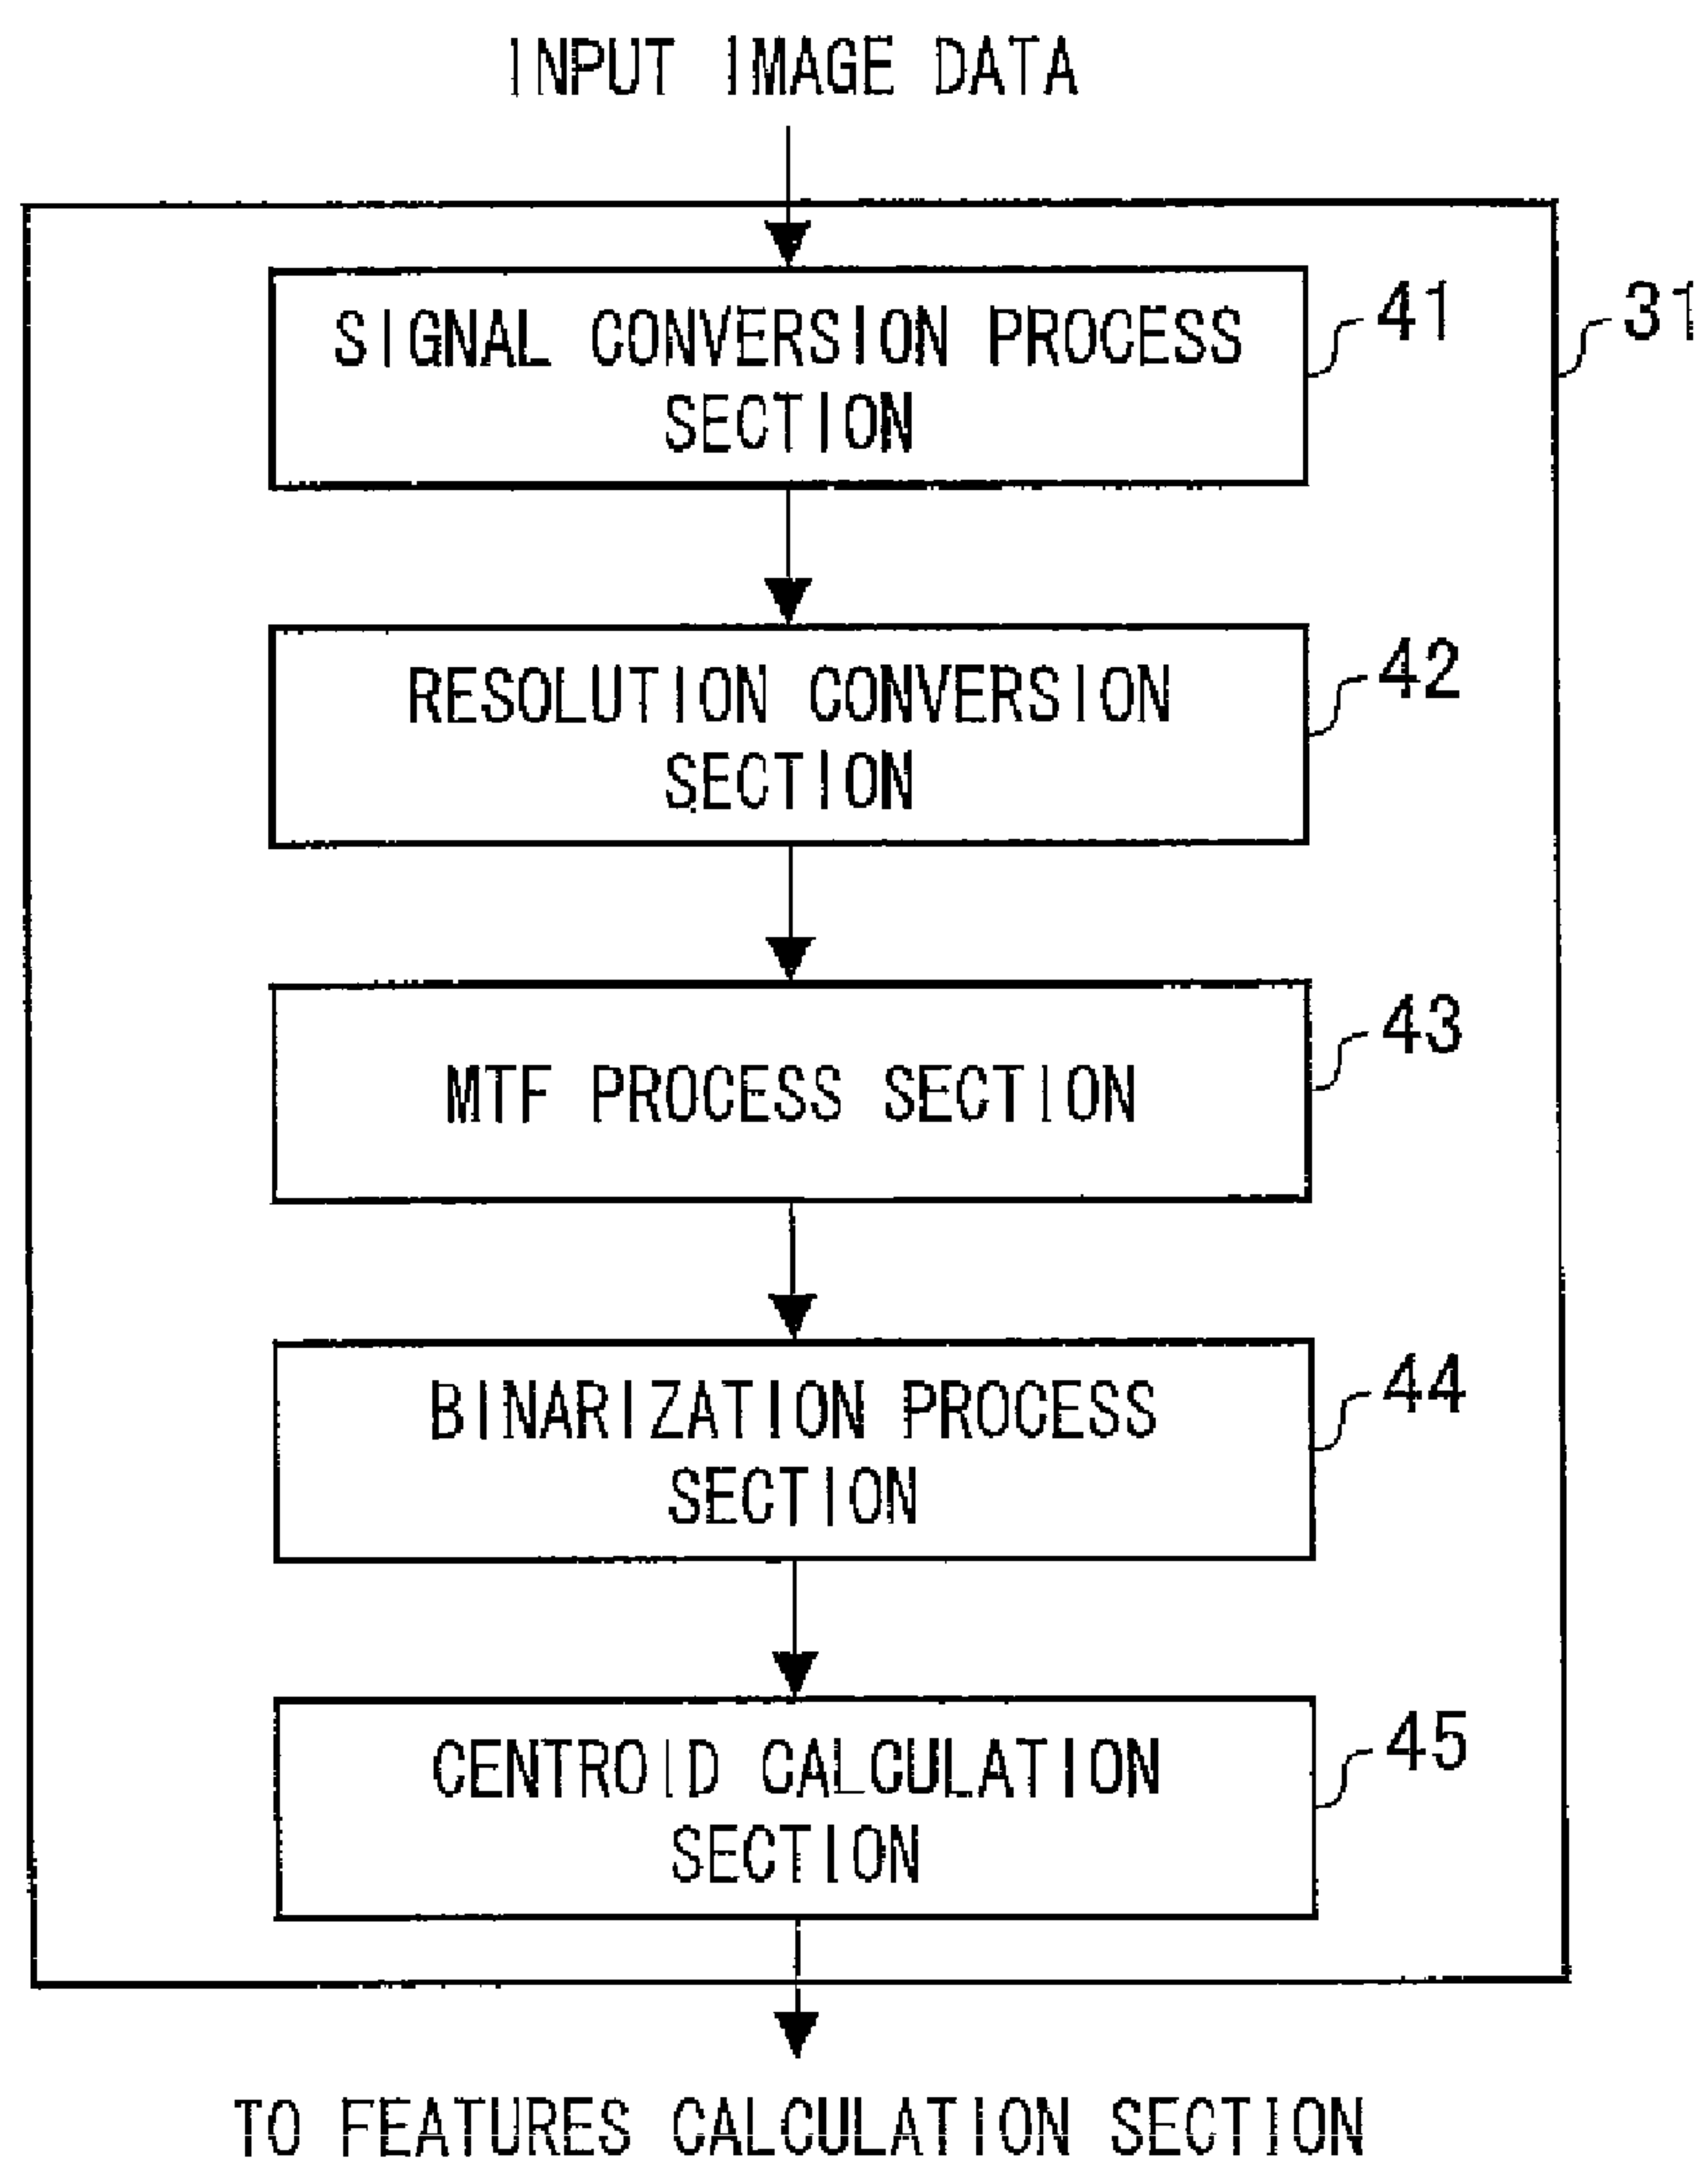 INPUT IMAGE DATA
SIGNAL CONVERSION PROCESS
SECTION
41
31
RESOLUTION CONVERSION
SECTION
42
MTF PROCESS SECTION
43
BINARIZATION PROCESS
SECTION
44
CENTROID CALCULATION
SECTION
45
TO FEATURES CALCULATION SECTION